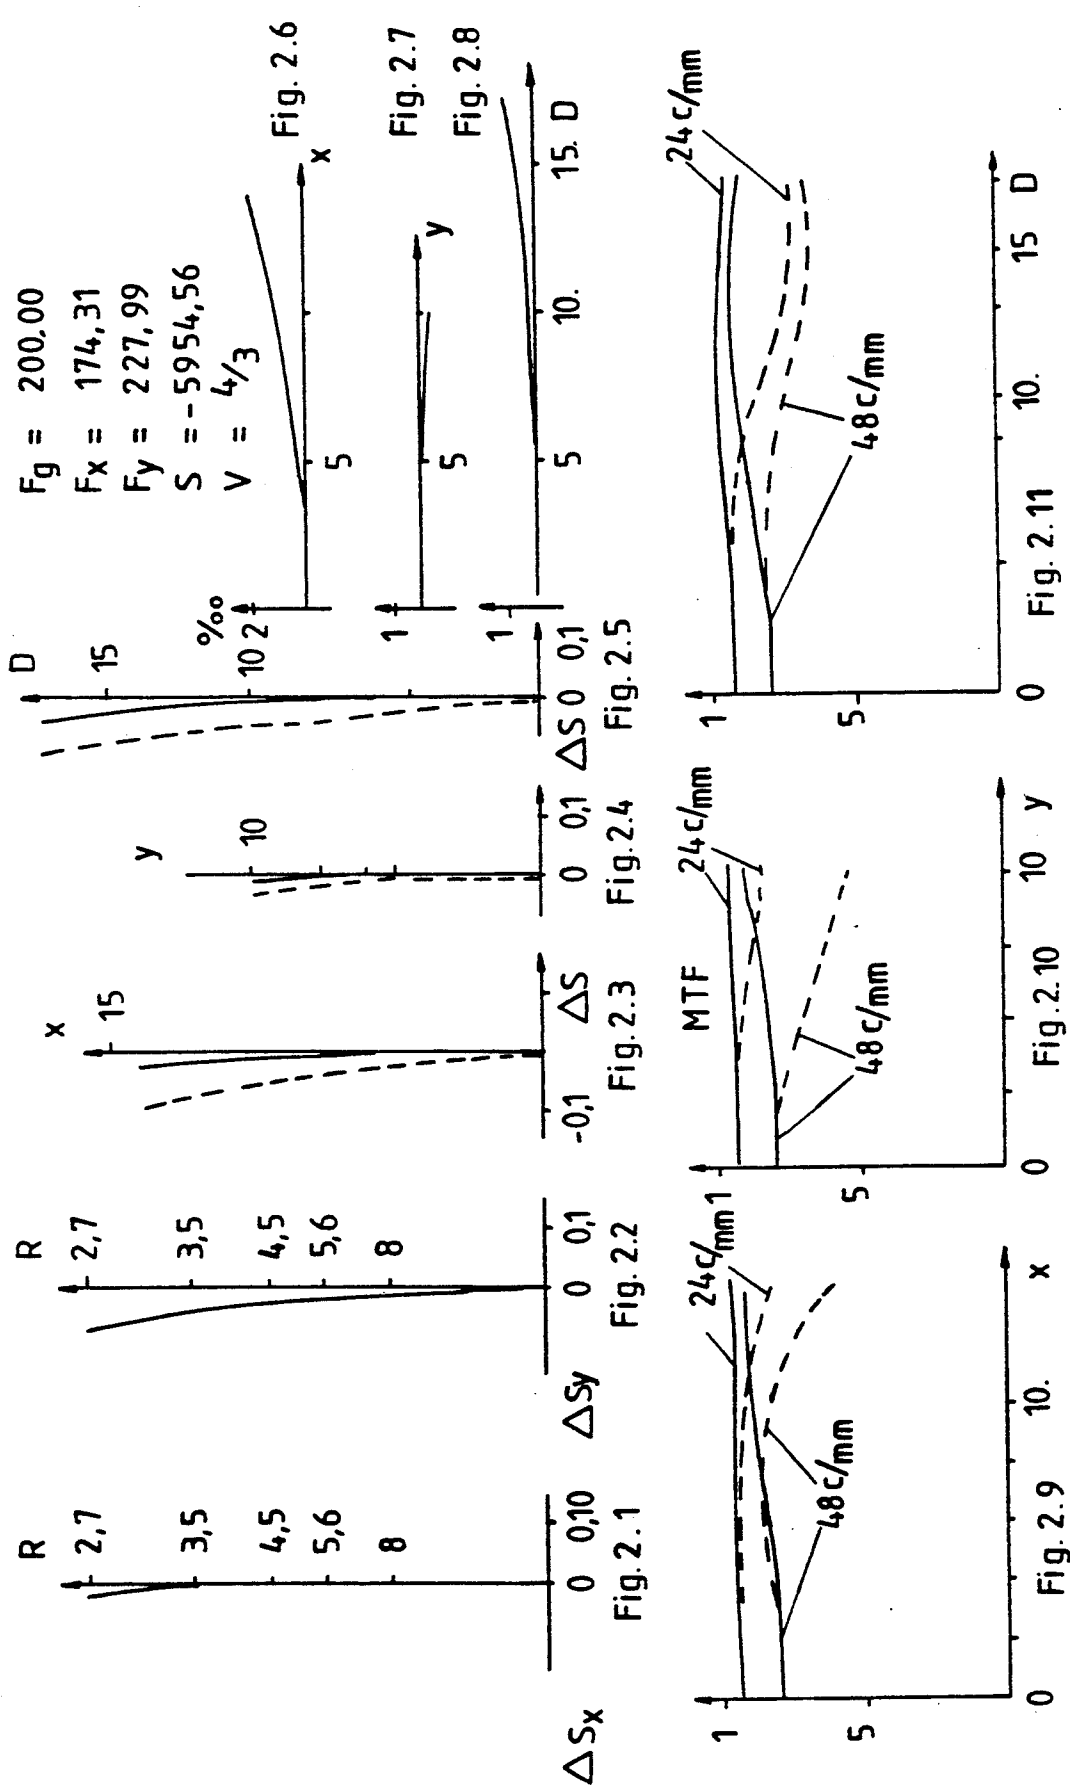 Fg = 200,00
Fx = 174,31
Fy = 227,99
S = -5954,56
V = 4/3
R
2,7
3,5
4,5
5,6
8
0 0,10
ΔSx
Fig. 2.1
R
2,7
3,5
4,5
5,6
8
0 0,1
ΔSy
Fig. 2.2
x
15
-0,1 ΔS
Fig. 2.3
y
10
0 0,1
Fig. 2.4
D
15
10
ΔS 0 0,1
Fig. 2.5
‰
2
5
x
Fig. 2.6
1
5
y
Fig. 2.7
1
5 10. 15. D
Fig. 2.8
1
5
24c/mm
48c/mm
0 10. x
Fig. 2.9
MTF
1
5
24c/mm
48c/mm
0 10 y
Fig. 2.10
1
5
24c/mm
48c/mm
0 10. 15 D
Fig. 2.11